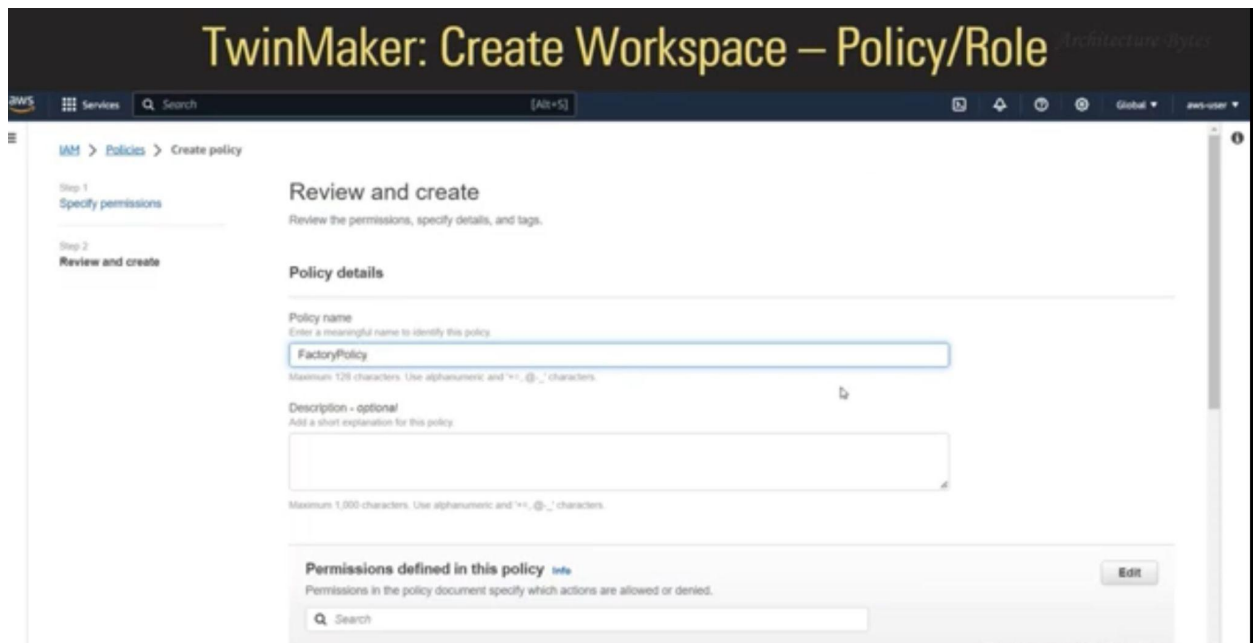 TwinMaker: Create Workspace – Policy/Role
Architecture Bytes
aws
Services
Search
[Alt+S]
Global
aws-user
IAM > Policies > Create policy
Step 1
Specify permissions
Step 2
Review and create
Review and create
Review the permissions, specify details, and tags.
Policy details
Policy name
Enter a meaningful name to identify this policy.
FactoryPolicy
Maximum 128 characters. Use alphanumeric and '+=,.@-_' characters.
Description - optional
Add a short explanation for this policy.
Maximum 1,000 characters. Use alphanumeric and '+=,.@-_' characters.
Permissions defined in this policy Info
Edit
Permissions in the policy document specify which actions are allowed or denied.
Search